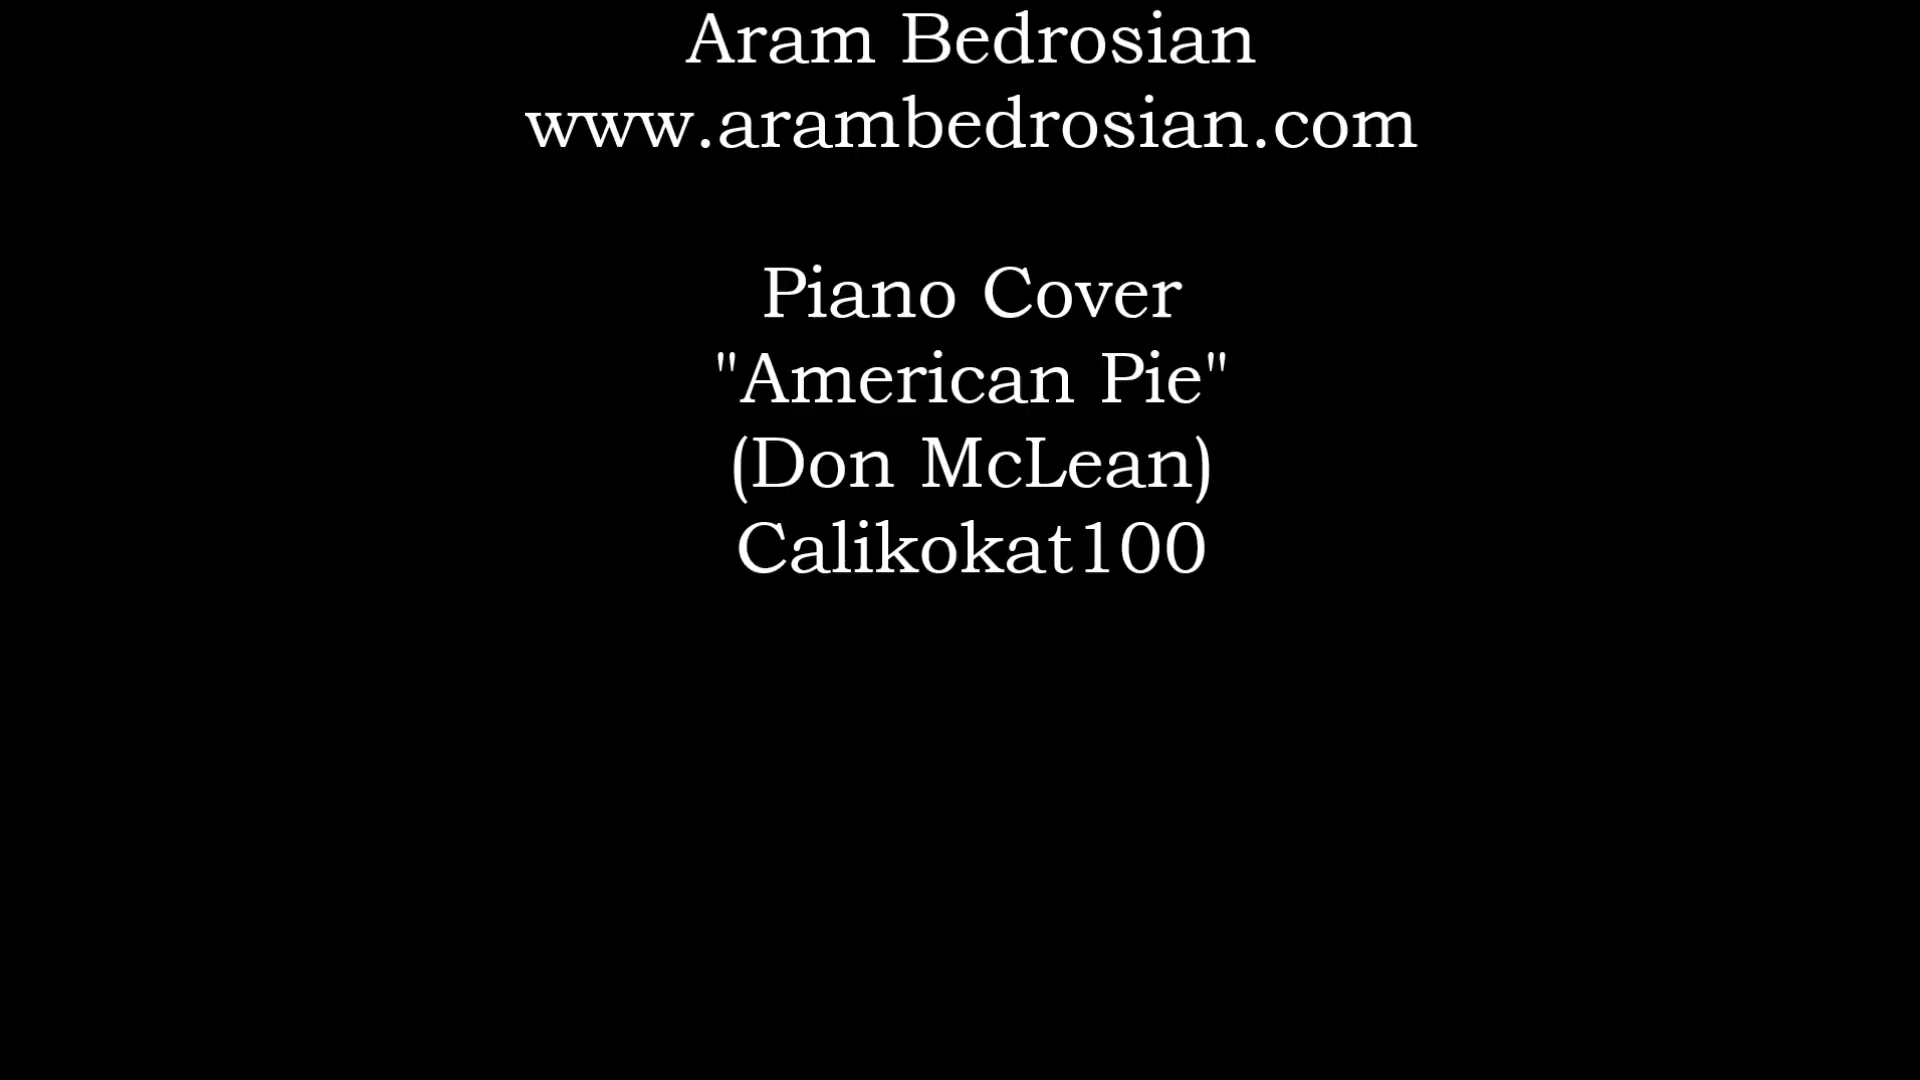 Aram Bedrosian
www.arambedrosian.com
Piano Cover
"American Pie"
(Don McLean)
Calikokat100